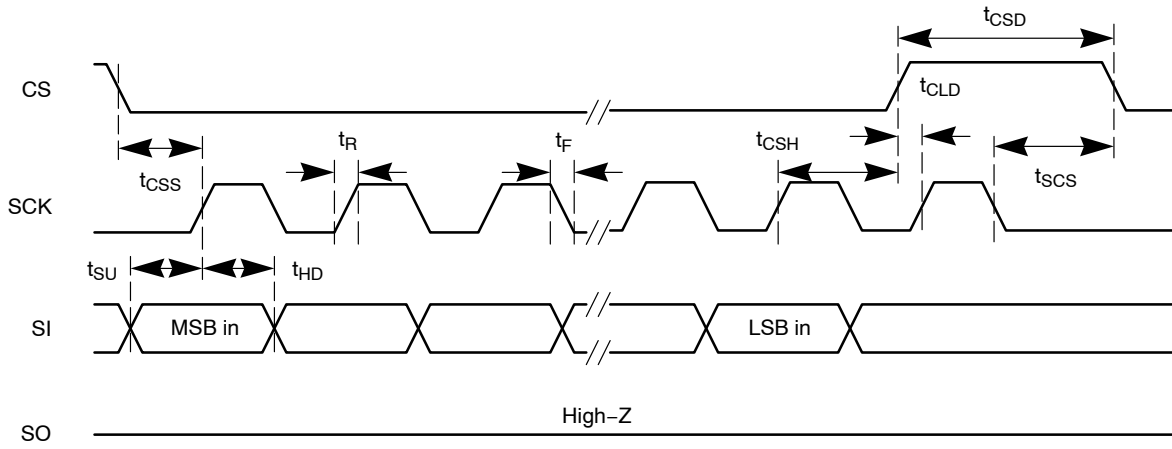 tCSD
CS
tCLD
tR
tF
tCSH
tCSS
tSCS
SCK
tSU
tHD
SI
MSB in
LSB in
High−Z
SO